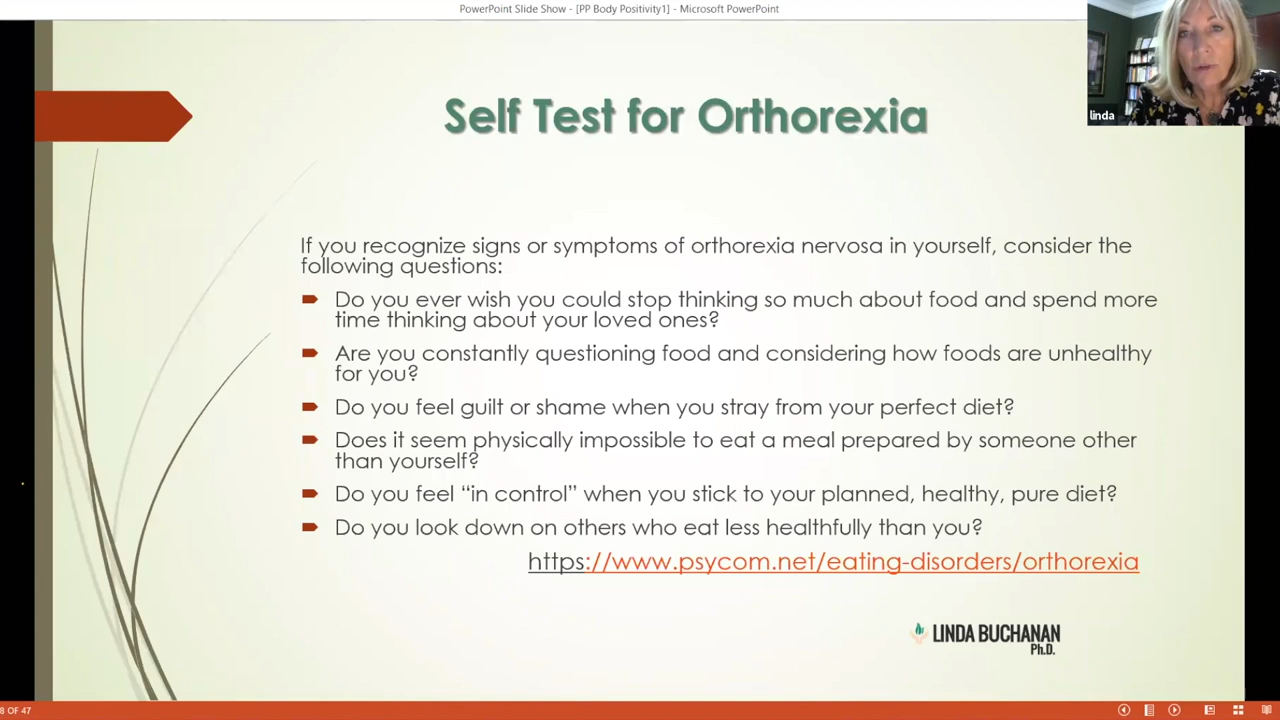 PowerPoint Slide Show - [PP Body Positivity1] - Microsoft PowerPoint
linda
Self Test for Orthorexia
If you recognize signs or symptoms of orthorexia nervosa in yourself, consider the
following questions:
Do you ever wish you could stop thinking so much about food and spend more
time thinking about your loved ones?
Are you constantly questioning food and considering how foods are unhealthy
for you?
Do you feel guilt or shame when you stray from your perfect diet?
Does it seem physically impossible to eat a meal prepared by someone other
than yourself?
Do you feel “in control” when you stick to your planned, healthy, pure diet?
Do you look down on others who eat less healthfully than you?
https://www.psycom.net/eating-disorders/orthorexia
LINDA BUCHANAN
Ph.D.
8 OF 47